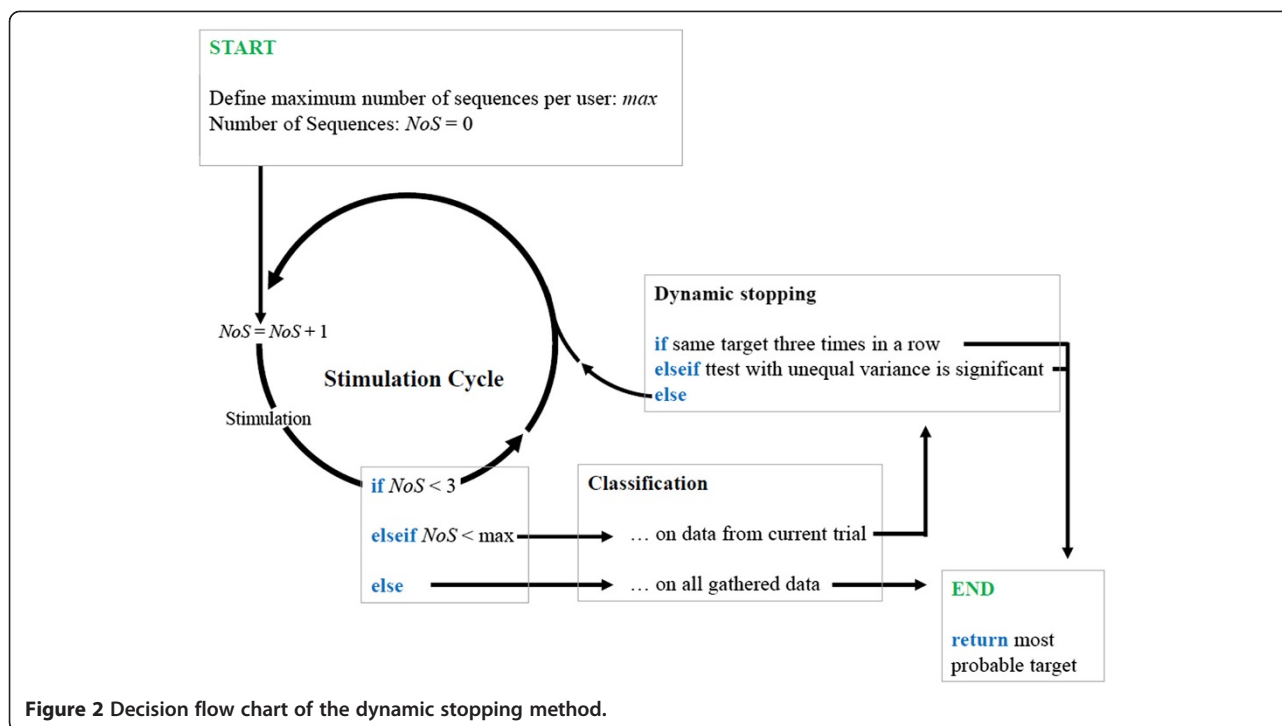 START
Define maximum number of sequences per user: max
Number of Sequences: NoS = 0
NoS = NoS + 1
Stimulation Cycle
Stimulation
if NoS < 3
elseif NoS < max
else
Classification
… on data from current trial
… on all gathered data
Dynamic stopping
if same target three times in a row
elseif ttest with unequal variance is significant
else
END
return most
probable target
Figure 2 Decision flow chart of the dynamic stopping method.